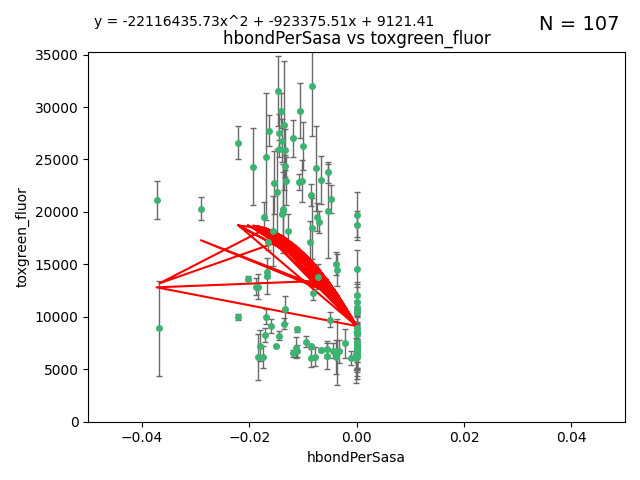 y = -22116435.73x^2 + -923375.51x + 9121.41
N = 107
hbondPerSasa vs toxgreen_fluor
35000
30000
25000
20000
15000
10000
5000
0
toxgreen_fluor
−0.04
−0.02
0.00
0.02
0.04
hbondPerSasa